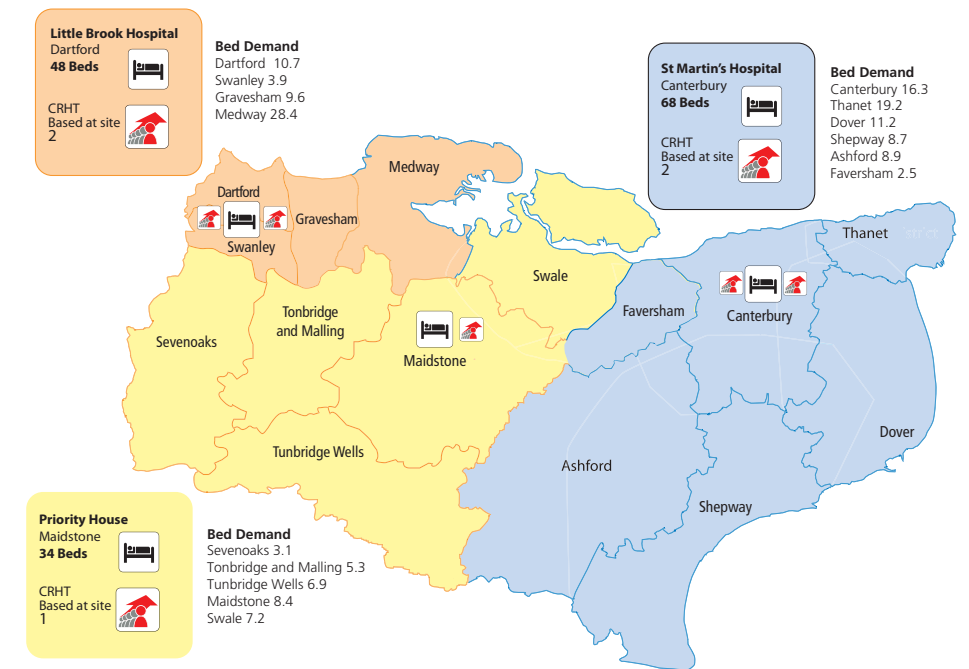 Little Brook Hospital
Dartford
48 Beds
CRHT
Based at site
2
Bed Demand
Dartford 10.7
Swanley 3.9
Gravesham 9.6
Medway 28.4
St Martin's Hospital
Canterbury
68 Beds
CRHT
Based at site
2
Bed Demand
Canterbury 16.3
Thanet 19.2
Dover 11.2
Shepway 8.7
Ashford 8.9
Faversham 2.5
Medway
Dartford
Gravesham
Swanley
Thanet
Swale
Faversham
Canterbury
Tonbridge
and Malling
Sevenoaks
Maidstone
Dover
Tunbridge Wells
Ashford
Shepway
Priority House
Maidstone
34 Beds
CRHT
Based at site
1
Bed Demand
Sevenoaks 3.1
Tonbridge and Malling 5.3
Tunbridge Wells 6.9
Maidstone 8.4
Swale 7.2